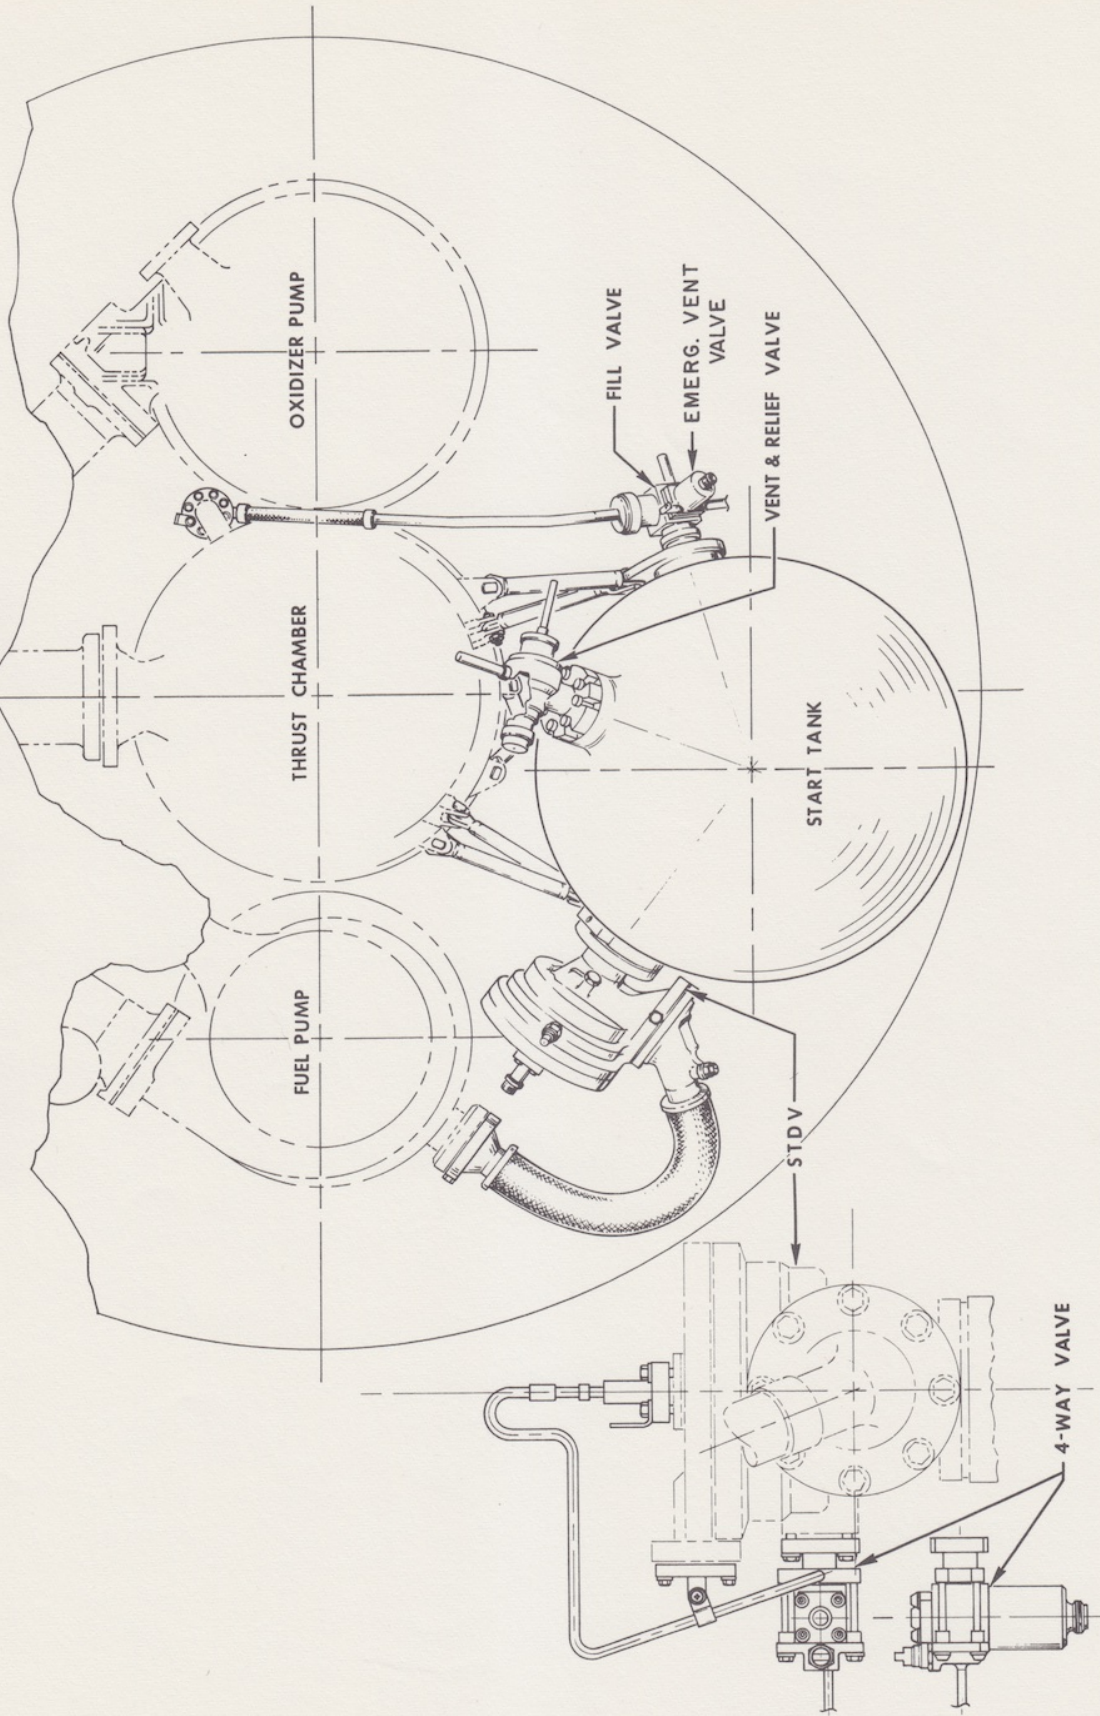 OXIDIZER PUMP
THRUST CHAMBER
FUEL PUMP
FILL VALVE
EMERG. VENT
VALVE
VENT & RELIEF VALVE
START TANK
STDV
4-WAY VALVE